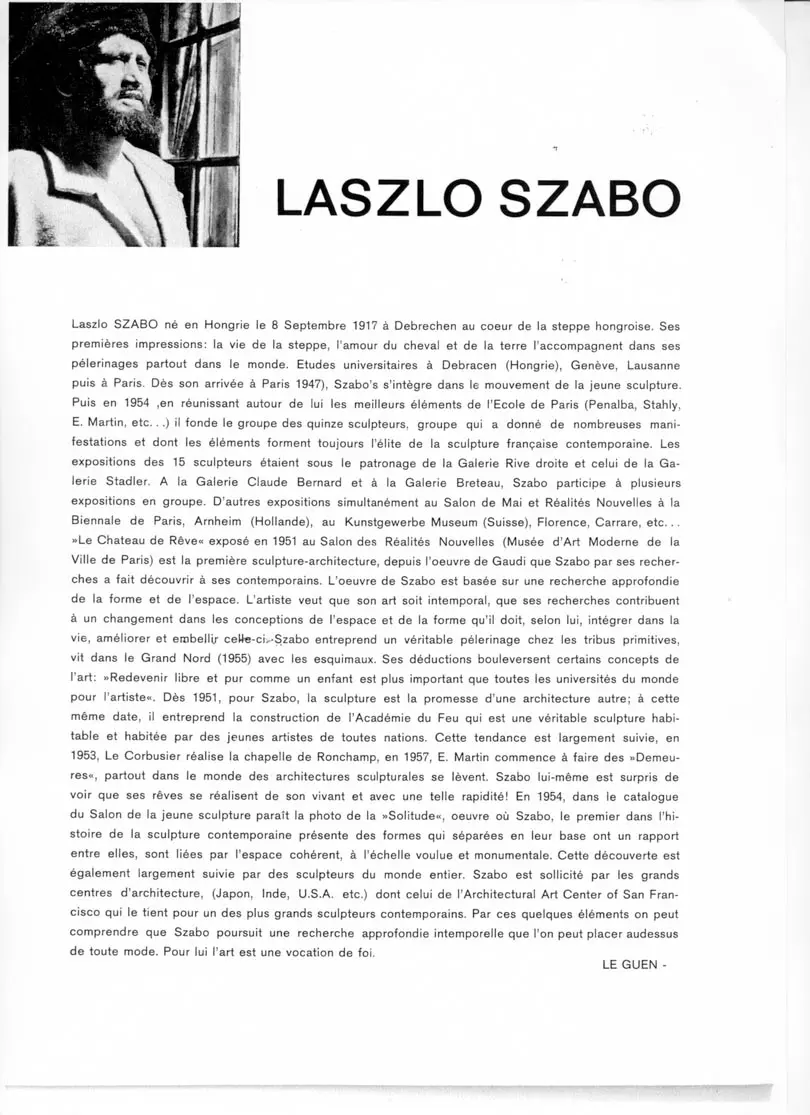 LASZLO SZABO
Laszlo SZABO né en Hongrie le 8 Septembre 1917 à Debrechen au coeur de la steppe hongroise. Ses
premières impressions: la vie de la steppe, l'amour du cheval et de la terre l'accompagnent dans ses
pélerinages partout dans le monde. Etudes universitaires à Debracen (Hongrie), Genève, Lausanne
puis à Paris. Dès son arrivée à Paris 1947), Szabo's s'intègre dans le mouvement de la jeune sculpture.
Puis en 1954 ,en réunissant autour de lui les meilleurs éléments de l'Ecole de Paris (Penalba, Stahly,
E. Martin, etc...) il fonde le groupe des quinze sculpteurs, groupe qui a donné de nombreuses mani-
festations et dont les éléments forment toujours l'élite de la sculpture française contemporaine. Les
expositions des 15 sculpteurs étaient sous le patronage de la Galerie Rive droite et celui de la Ga-
lerie Stadler. A la Galerie Claude Bernard et à la Galerie Breteau, Szabo participe à plusieurs
expositions en groupe. D'autres expositions simultanément au Salon de Mai et Réalités Nouvelles à la
Biennale de Paris, Arnheim (Hollande), au Kunstgewerbe Museum (Suisse), Florence, Carrare, etc...
»Le Chateau de Rêve« exposé en 1951 au Salon des Réalités Nouvelles (Musée d'Art Moderne de la
Ville de Paris) est la première sculpture-architecture, depuis l'oeuvre de Gaudi que Szabo par ses recher-
ches a fait découvrir à ses contemporains. L'oeuvre de Szabo est basée sur une recherche approfondie
de la forme et de l'espace. L'artiste veut que son art soit intemporal, que ses recherches contribuent
à un changement dans les conceptions de l'espace et de la forme qu'il doit, selon lui, intégrer dans la
vie, améliorer et embellir celle-ci. Szabo entreprend un véritable pélerinage chez les tribus primitives,
vit dans le Grand Nord (1955) avec les esquimaux. Ses déductions bouleversent certains concepts de
l'art: »Redevenir libre et pur comme un enfant est plus important que toutes les universités du monde
pour l'artiste«. Dès 1951, pour Szabo, la sculpture est la promesse d'une architecture autre; à cette
même date, il entreprend la construction de l'Académie du Feu qui est une véritable sculpture habi-
table et habitée par des jeunes artistes de toutes nations. Cette tendance est largement suivie, en
1953, Le Corbusier réalise la chapelle de Ronchamp, en 1957, E. Martin commence à faire des »Demeu-
res«, partout dans le monde des architectures sculpturales se lèvent. Szabo lui-même est surpris de
voir que ses rêves se réalisent de son vivant et avec une telle rapidité! En 1954, dans le catalogue
du Salon de la jeune sculpture paraît la photo de la »Solitude«, oeuvre où Szabo, le premier dans l'hi-
stoire de la sculpture contemporaine présente des formes qui séparées en leur base ont un rapport
entre elles, sont liées par l'espace cohérent, à l'échelle voulue et monumentale. Cette découverte est
également largement suivie par des sculpteurs du monde entier. Szabo est sollicité par les grands
centres d'architecture, (Japon, Inde, U.S.A. etc.) dont celui de l'Architectural Art Center of San Fran-
cisco qui le tient pour un des plus grands sculpteurs contemporains. Par ces quelques éléments on peut
comprendre que Szabo poursuit une recherche approfondie intemporelle que l'on peut placer audessus
de toute mode. Pour lui l'art est une vocation de foi.
LE GUEN -